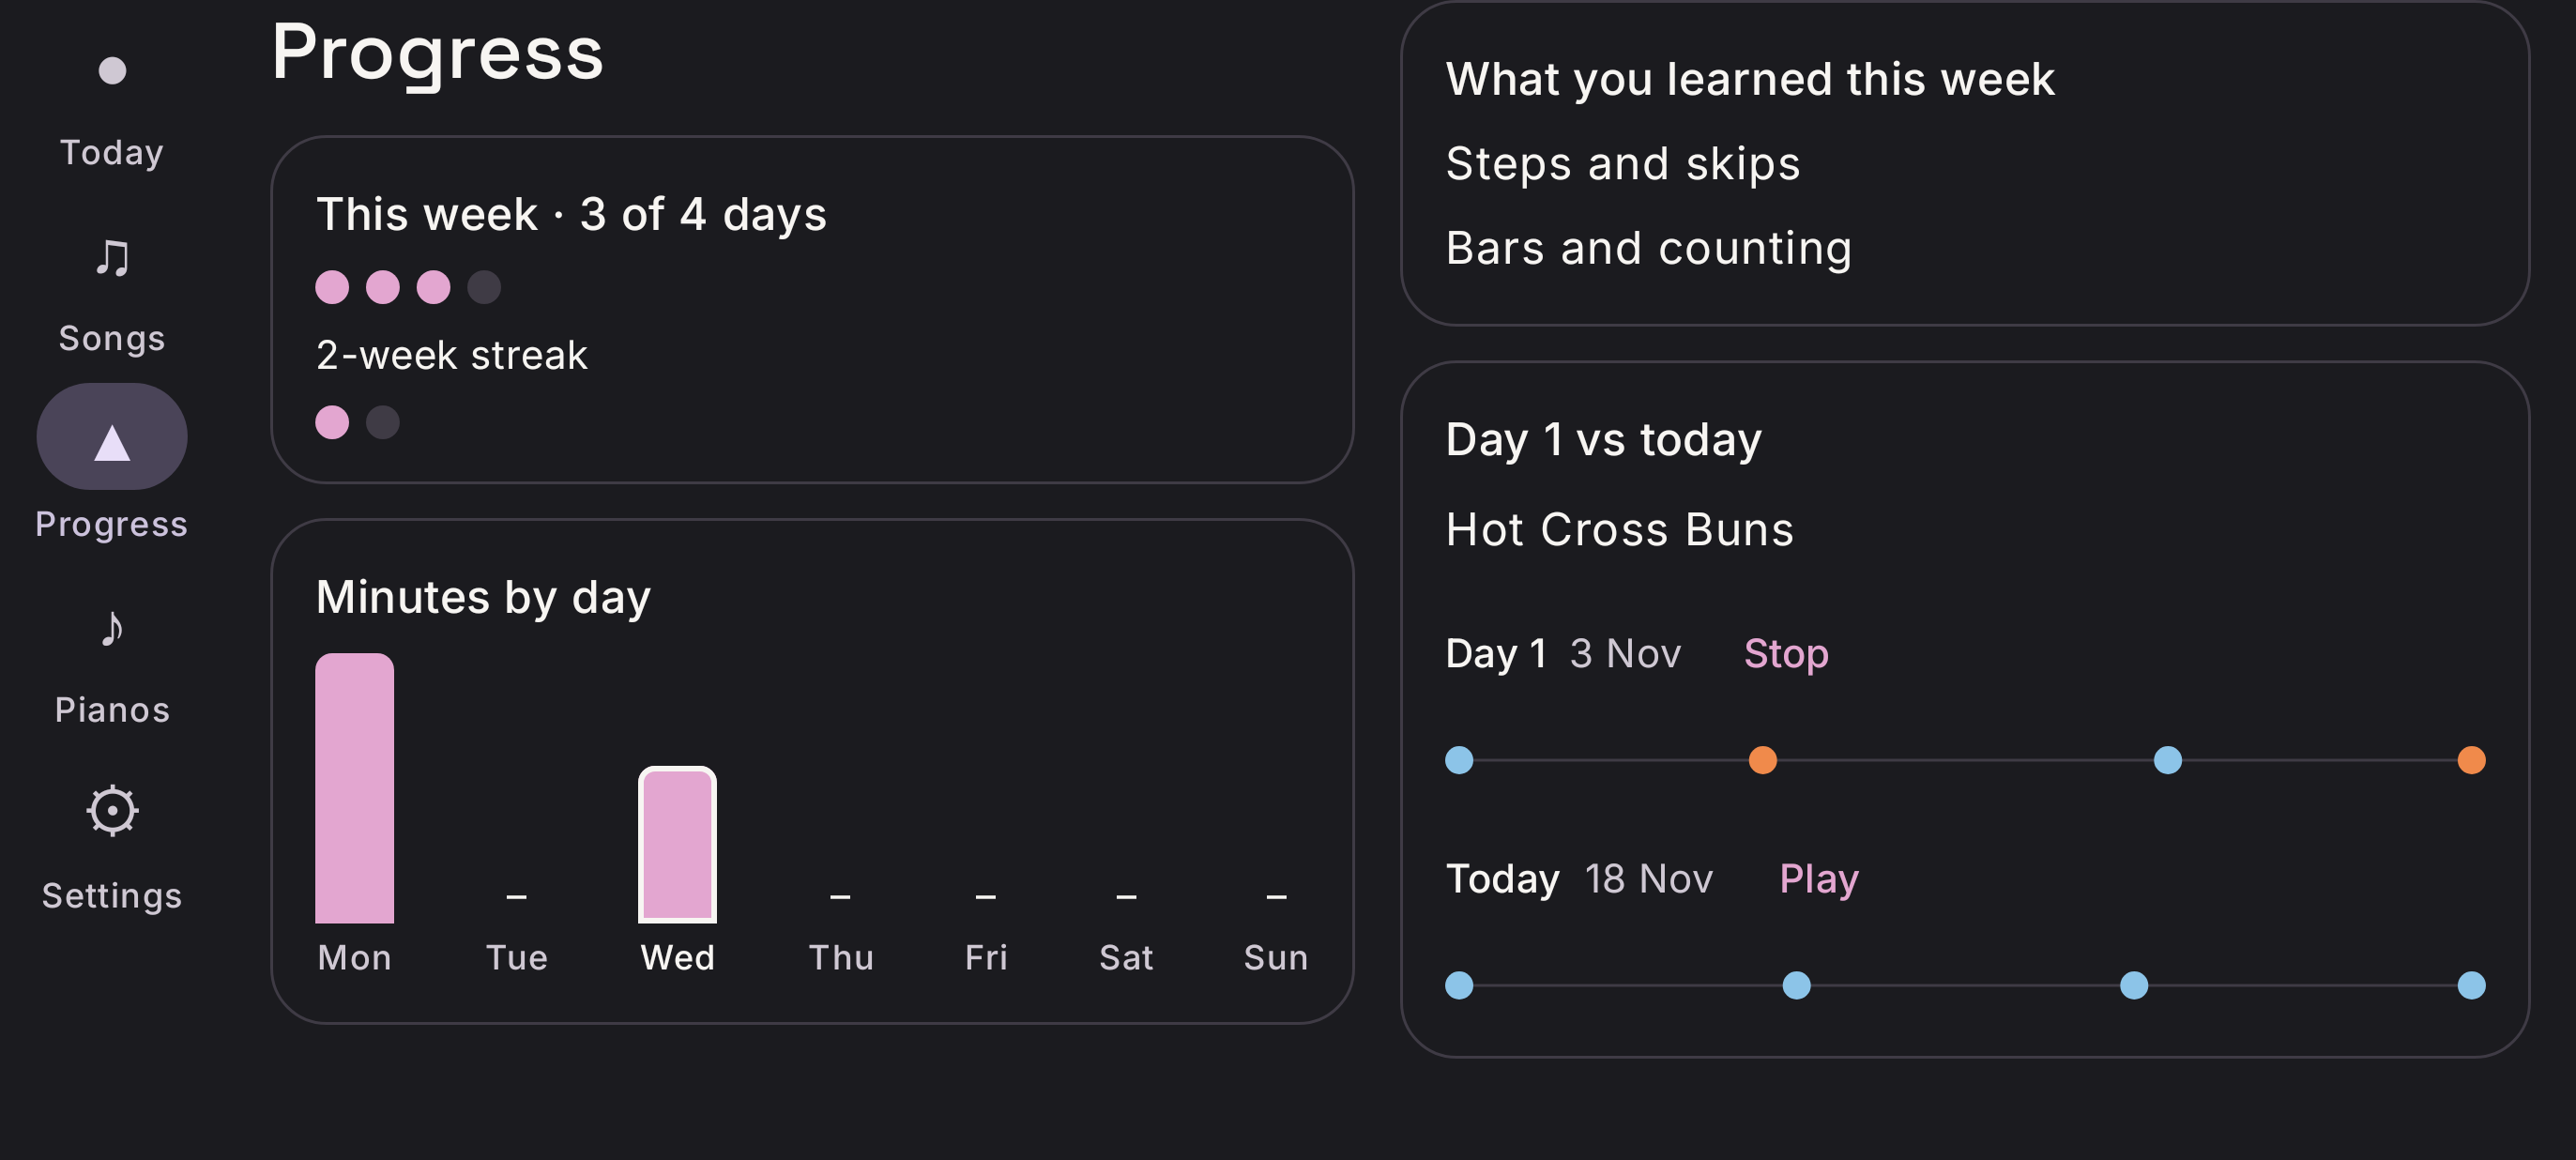 Today
Songs
Progress
Pianos
Settings
Progress
This week · 3 of 4 days
2-week streak
Minutes by day
– – – – –
Mon Tue Wed Thu Fri Sat Sun
What you learned this week
Steps and skips
Bars and counting
Day 1 vs today
Hot Cross Buns
Day 1 3 Nov Stop
Today 18 Nov Play